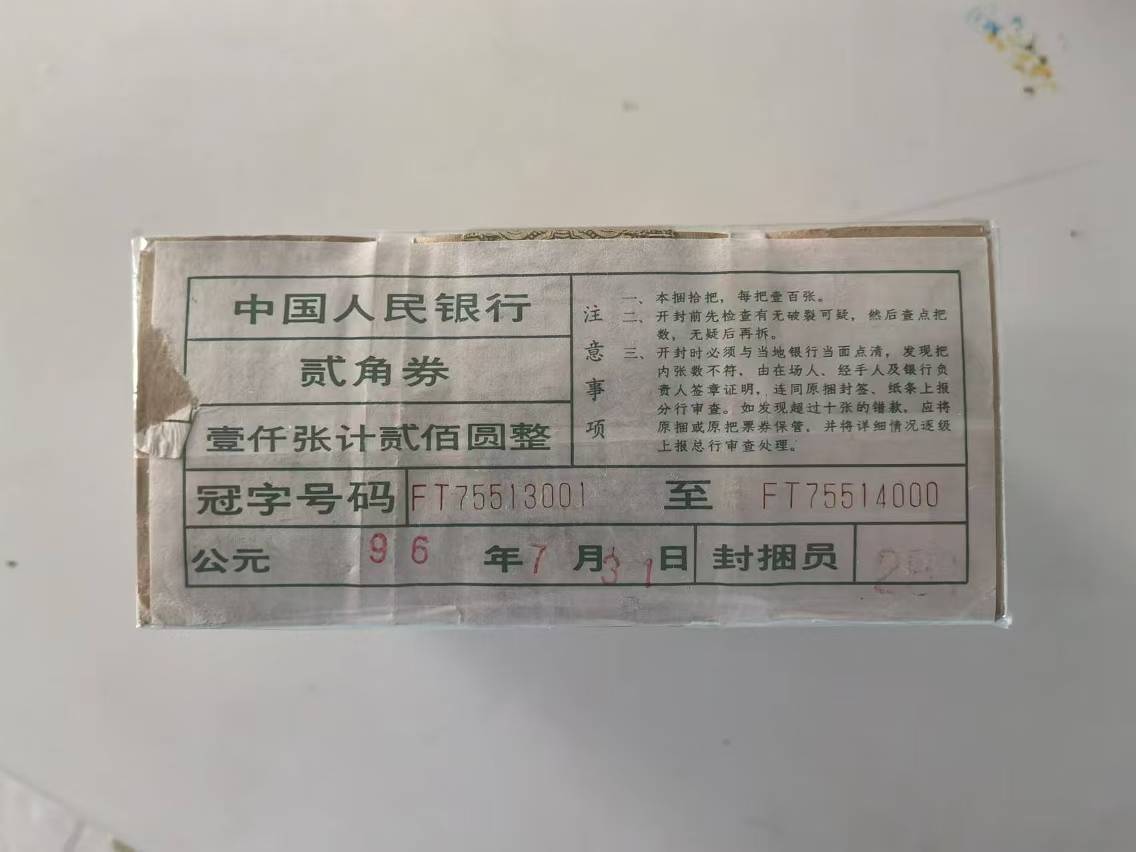 中国人民银行
贰角券
壹仟张计贰佰圆整
注意事项
一、本捆拾把，每把壹百张。
二、开封前先检查有无破裂可疑，然后查点把
数，无疑后再拆。
三、开封时必须与当地银行当面点清，发现把
内张数不符，由在场人、经手人及银行负
责人签章证明，连同原捆封签、纸条上报
分行审查。如发现超过十张的错款，应将
原捆或原把票券保管，并将详细情况逐级
上报总行审查处理。
冠字号码 FT75513001 至 FT75514000
公元 96 年 7 月 31 日 封捆员